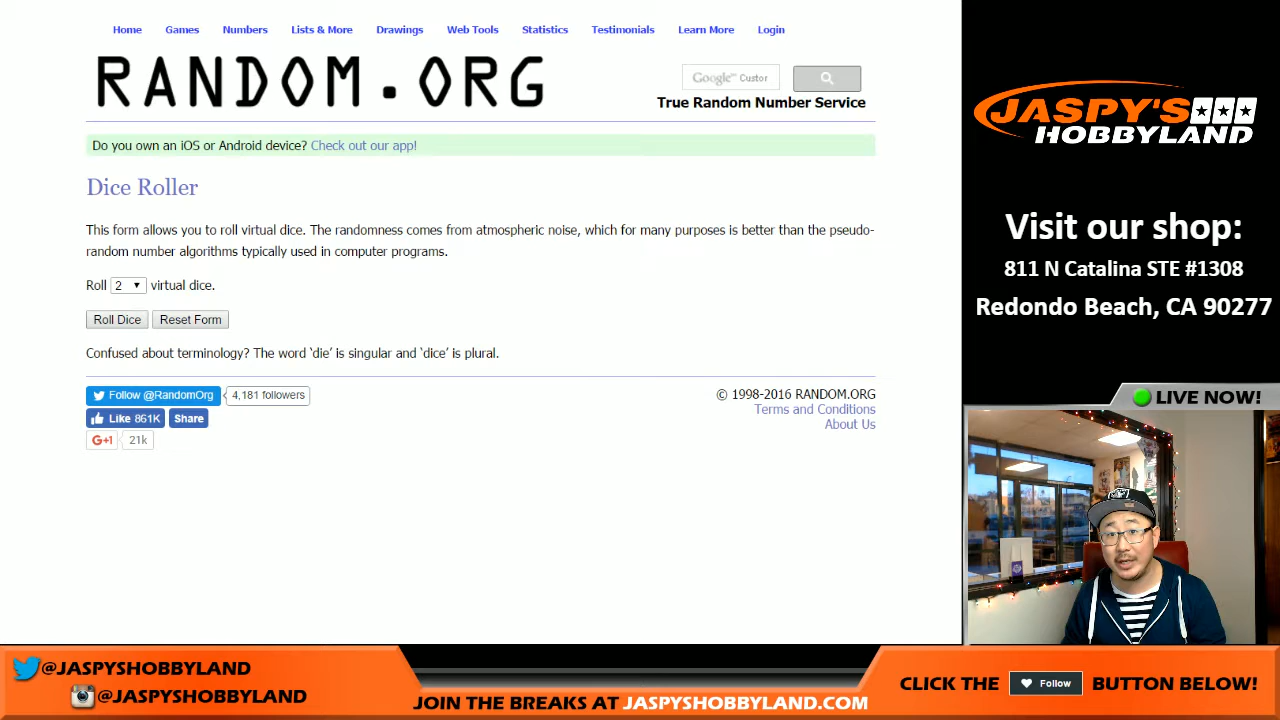 Home Games Numbers Lists & More Drawings Web Tools Statistics Testimonials Learn More Login
RANDOM.ORG
Google™ Custor
True Random Number Service
Do you own an iOS or Android device? Check out our app!
Dice Roller
This form allows you to roll virtual dice. The randomness comes from atmospheric noise, which for many purposes is better than the pseudo-
random number algorithms typically used in computer programs.
Roll 2 virtual dice.
Roll Dice Reset Form
Confused about terminology? The word ‘die’ is singular and ‘dice’ is plural.
Follow @RandomOrg 4,181 followers
Like 861K Share
G+1 21k
© 1998-2016 RANDOM.ORG
Terms and Conditions
About Us
JASPY'S
HOBBYLAND
Visit our shop:
811 N Catalina STE #1308
Redondo Beach, CA 90277
LIVE NOW!
@JASPYSHOBBYLAND
@JASPYSHOBBYLAND
JOIN THE BREAKS AT JASPYSHOBBYLAND.COM
CLICK THE Follow BUTTON BELOW!